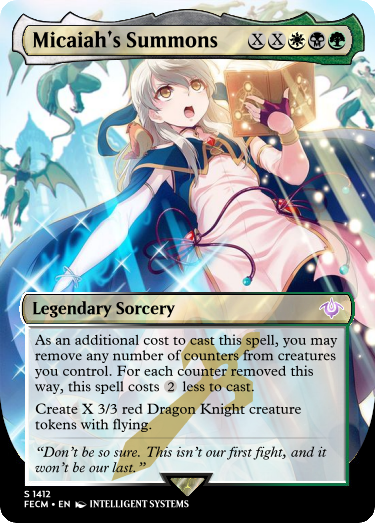 Micaiah's Summons X X
Legendary Sorcery
As an additional cost to cast this spell, you may
remove any number of counters from creatures
you control. For each counter removed this
way, this spell costs 2 less to cast.
Create X 3/3 red Dragon Knight creature
tokens with flying.
“Don't be so sure. This isn't our first fight, and it
won't be our last.”
S 1412
FECM • EN INTELLIGENT SYSTEMS